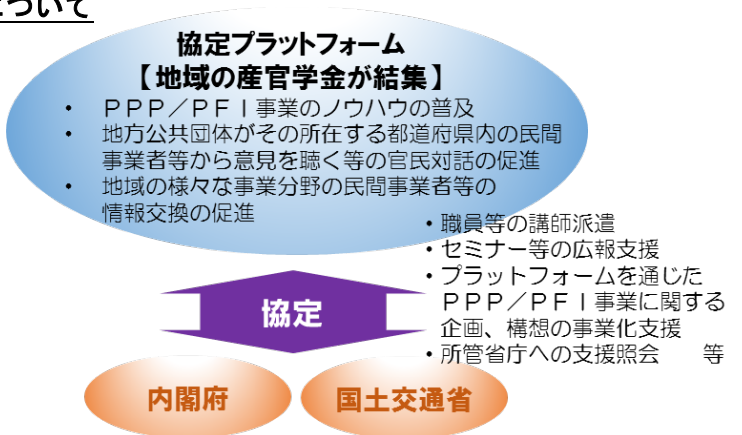 について
協定プラットフォーム
【地域の産官学金が結集】
・ ＰＰＰ／ＰＦＩ事業のノウハウの普及
・ 地方公共団体がその所在する都道府県内の民間
事業者等から意見を聴く等の官民対話の促進
・ 地域の様々な事業分野の民間事業者等の
情報交換の促進
・職員等の講師派遣
・セミナー等の広報支援
・プラットフォームを通じた
ＰＰＰ／ＰＦＩ事業に関する
企画、構想の事業化支援
・所管省庁への支援照会　　等
協定
内閣府
国土交通省